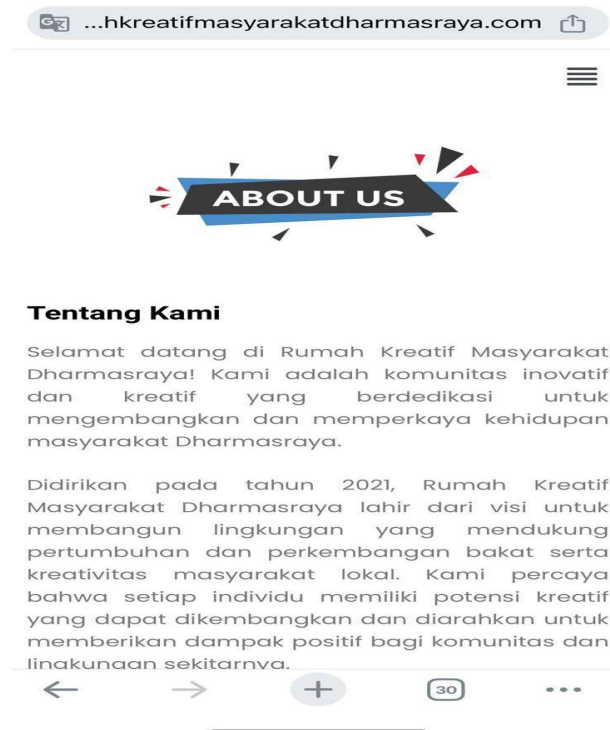 ...hkreatifmasyarakatdharmasraya.com
ABOUT US
Tentang Kami
Selamat datang di Rumah Kreatif Masyarakat
Dharmasraya! Kami adalah komunitas inovatif
dan kreatif yang berdedikasi untuk
mengembangkan dan memperkaya kehidupan
masyarakat Dharmasraya.
Didirikan pada tahun 2021, Rumah Kreatif
Masyarakat Dharmasraya lahir dari visi untuk
membangun lingkungan yang mendukung
pertumbuhan dan perkembangan bakat serta
kreativitas masyarakat lokal. Kami percaya
bahwa setiap individu memiliki potensi kreatif
yang dapat dikembangkan dan diarahkan untuk
memberikan dampak positif bagi komunitas dan
lingkungan sekitarnya.
30